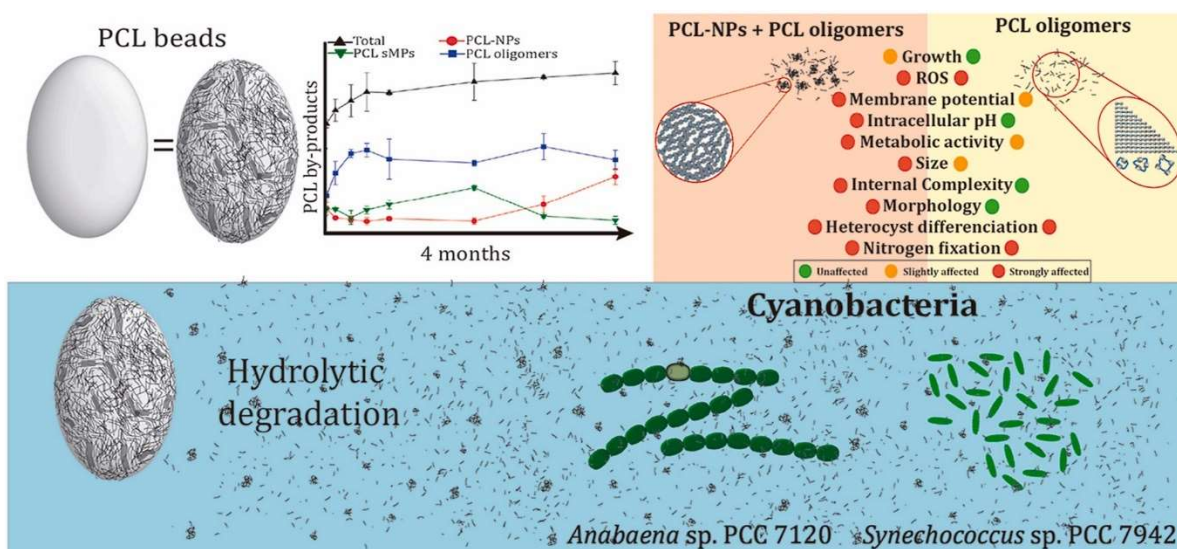 PCL beads
=
Total
PCL-NPs
PCL sMPs
PCL oligomers
PCL by-products
4 months
PCL-NPs + PCL oligomers
PCL oligomers
Growth
ROS
Membrane potential
Intracellular pH
Metabolic activity
Size
Internal Complexity
Morphology
Heterocyst differenciation
Nitrogen fixation
Unaffected
Slightly affected
Strongly affected
Cyanobacteria
Hydrolytic
degradation
Anabaena sp. PCC 7120
Synechococcus sp. PCC 7942